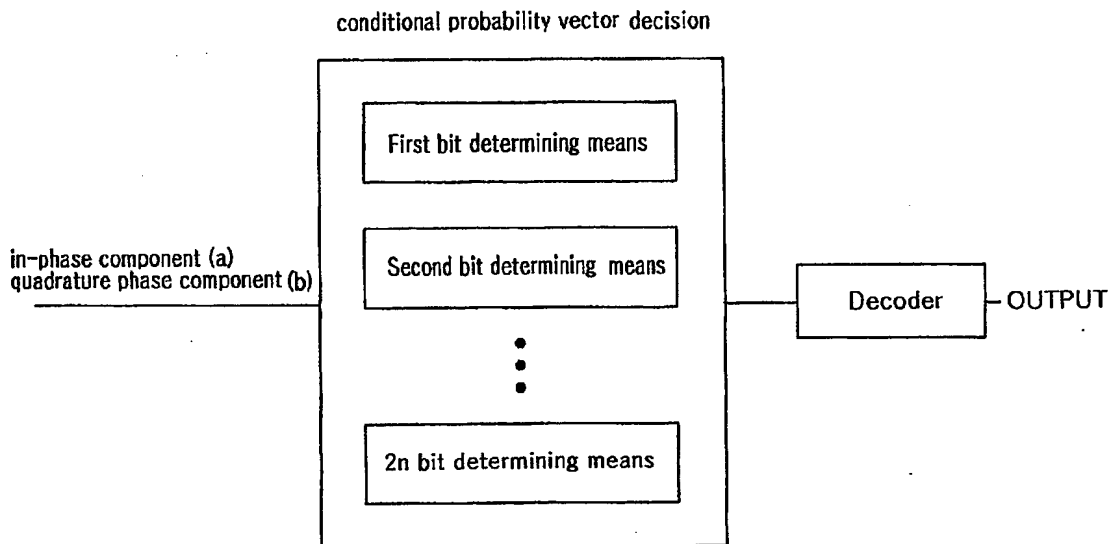 conditional probability vector decision
First bit determining means
in-phase component (a)
quadrature phase component (b)
Second bit determining means
Decoder
OUTPUT
2n bit determining means